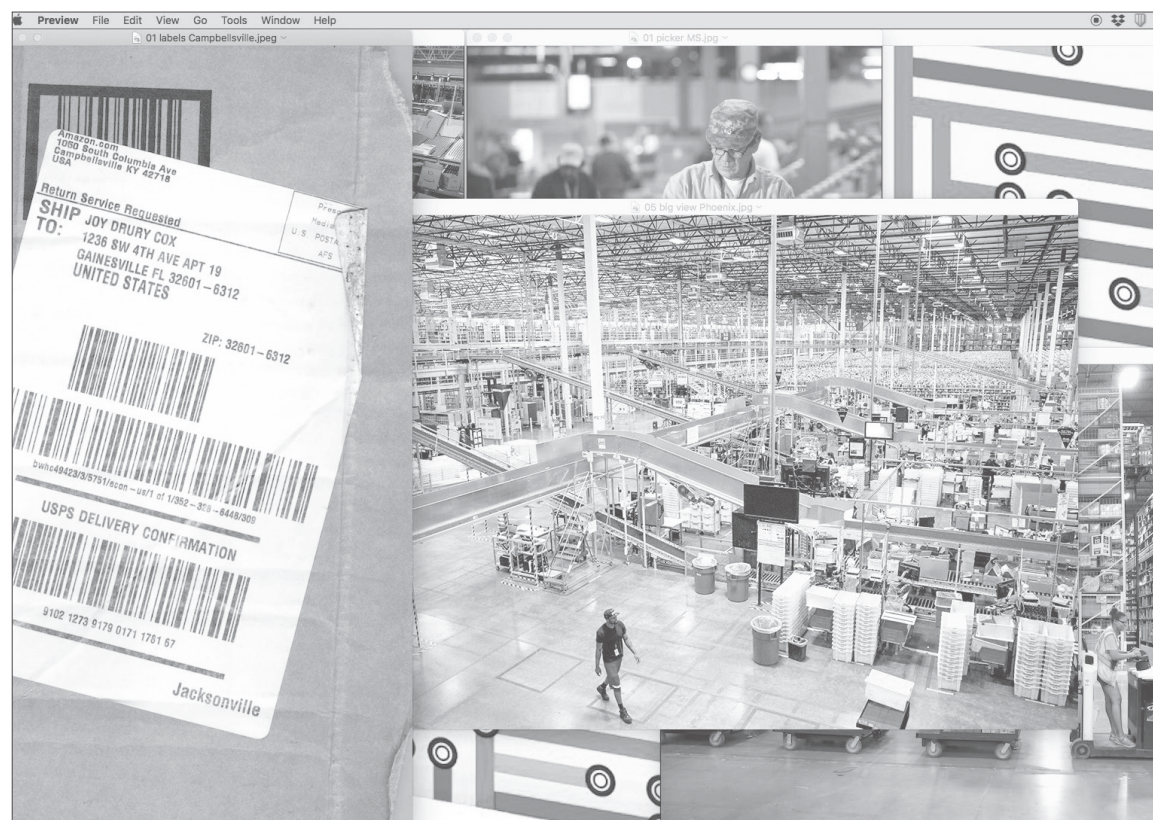 Preview File Edit View Go Tools Window Help
01 labels Campbellsville.jpeg
01 picker MS.jpg
Amazon.com
1050 South Columbia Ave
Campbellsville KY 42718
USA
Return Service Requested
U.S. POSTA
SHIP TO:
JOY DRURY COX
1236 SW 4TH AVE APT 19
GAINESVILLE FL 32601-6312
UNITED STATES
ZIP: 32601-6312
USPS DELIVERY CONFIRMATION
9102 1273 9179 0171 1761 67
Jacksonville
05 big view Phoenix.jpg